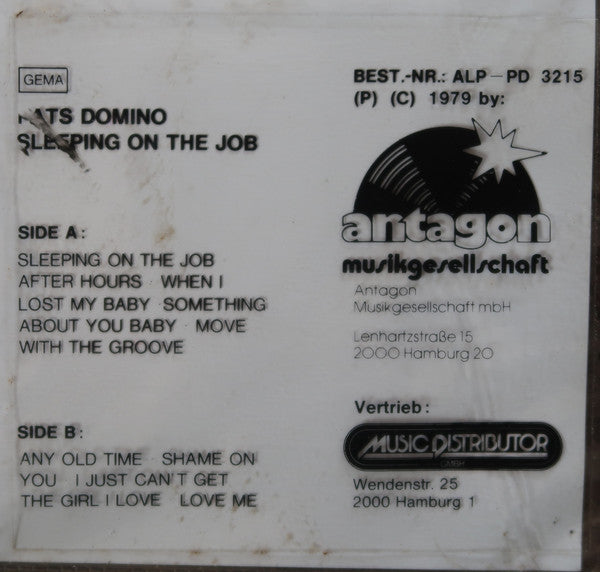 GEMA
FATS DOMINO
SLEEPING ON THE JOB
SIDE A:
SLEEPING ON THE JOB
AFTER HOURS · WHEN I
LOST MY BABY · SOMETHING
ABOUT YOU BABY · MOVE
WITH THE GROOVE
SIDE B:
ANY OLD TIME · SHAME ON
YOU · I JUST CAN'T GET
THE GIRL I LOVE · LOVE ME
BEST.-NR.: ALP-PD 3215
(P) (C) 1979 by:
antagon
musikgesellschaft
Antagon
Musikgesellschaft mbH
Lenhartzstraße 15
2000 Hamburg 20
Vertrieb:
MUSIC DISTRIBUTOR
GMBH
Wendenstr. 25
2000 Hamburg 1